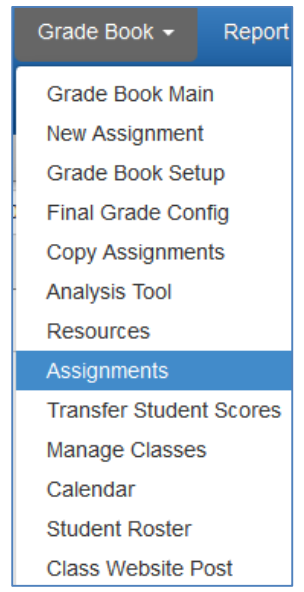 Grade Book Report
Grade Book Main
New Assignment
Grade Book Setup
Final Grade Config
Copy Assignments
Analysis Tool
Resources
Assignments
Transfer Student Scores
Manage Classes
Calendar
Student Roster
Class Website Post